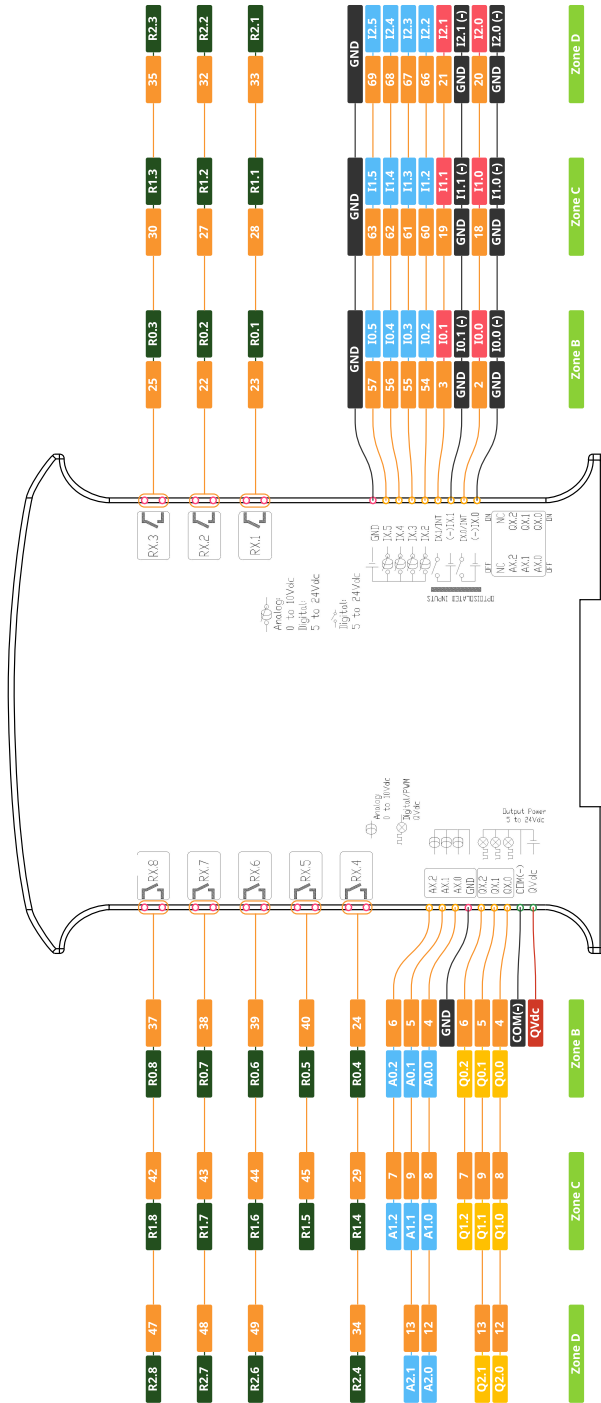 R2.8 47 R1.8 42 R0.8 37 RX.8 RX.3 25 R0.3 30 R1.3 35 R2.3
R2.7 48 R1.7 43 R0.7 38 RX.7 RX.2 22 R0.2 27 R1.2 32 R2.2
R2.6 49 R1.6 44 R0.6 39 RX.6 RX.1 23 R0.1 28 R1.1 33 R2.1
R1.5 45 R0.5 40 RX.5
R2.4 34 R1.4 29 R0.4 24 RX.4
Analog:
0 to 10Vdc
Digital:
5 to 24Vdc
Digital:
5 to 24Vdc
Analog:
0 to 10Vdc
Digital/PWM
QVdc
A1.2 7 A0.2 6
A2.1 13 A1.1 9 A0.1 5
A2.0 12 A1.0 8 A0.0 4
GND
Q1.2 7 Q0.2 6
Q2.1 13 Q1.1 9 Q0.1 5
Q2.0 12 Q1.0 8 Q0.0 4
COM(-)
QVdc
AX.2
AX.1
AX.0
GND
QX.2
QX.1
QX.0
COM(-)
QVdc
Output Power
5 to 24Vdc
GND
IX.5
IX.4
IX.3
IX.2
IX.1/INT
(-)IX.1
IX.0/INT
(-)IX.0
OPTOISOLATED INPUTS
OFF ON
NC NC
AX.2 QX.2
AX.1 QX.1
AX.0 QX.0
OFF ON
GND GND GND
57 I0.5 63 I1.5 69 I2.5
56 I0.4 62 I1.4 68 I2.4
55 I0.3 61 I1.3 67 I2.3
54 I0.2 60 I1.2 66 I2.2
3 I0.1 19 I1.1 21 I2.1
GND I0.1 (-) GND I1.1 (-) GND I2.1 (-)
2 I0.0 18 I1.0 20 I2.0
GND I0.0 (-) GND I1.0 (-) GND I2.0 (-)
Zone D Zone C Zone B Zone B Zone C Zone D